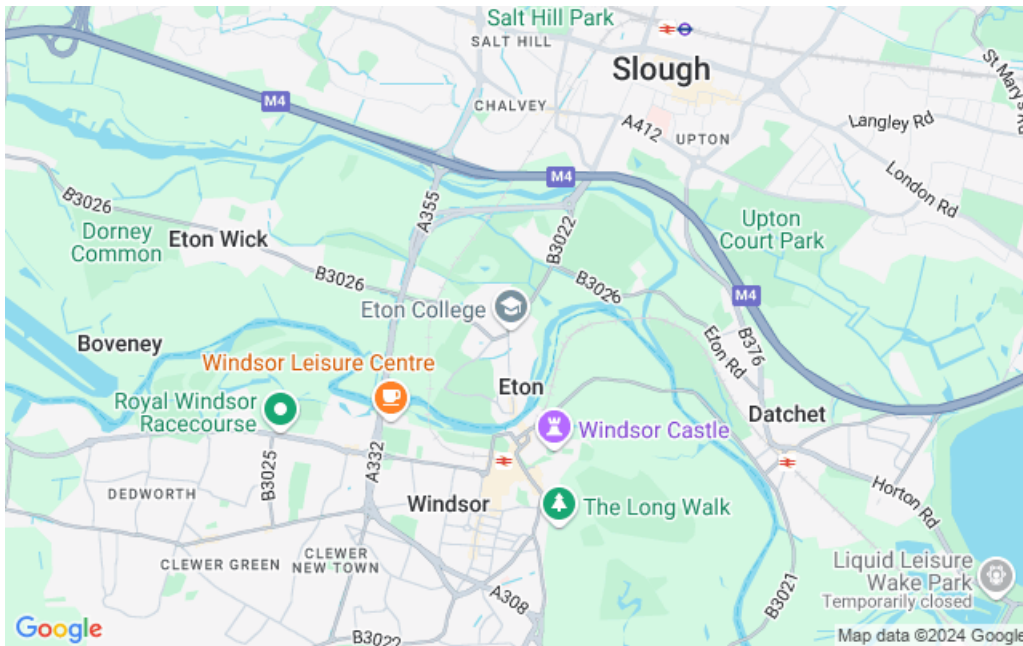 Salt Hill Park
SALT HILL
Slough
St Mary's Rd
M4
CHALVEY
A412
UPTON
Langley Rd
London Rd
M4
B3026
A355
B3022
Upton
Court Park
Dorney
Common
Eton Wick
B3026
B3026
M4
Eton College
Boveney
Eton Rd
B376
Windsor Leisure Centre
Eton
Royal Windsor
Racecourse
Datchet
Windsor Castle
B3025
A332
DEDWORTH
Windsor
The Long Walk
Horton Rd
CLEWER GREEN
CLEWER
NEW TOWN
Liquid Leisure
Wake Park
Temporarily closed
A308
B3021
B3022
Google
Map data ©2024 Google